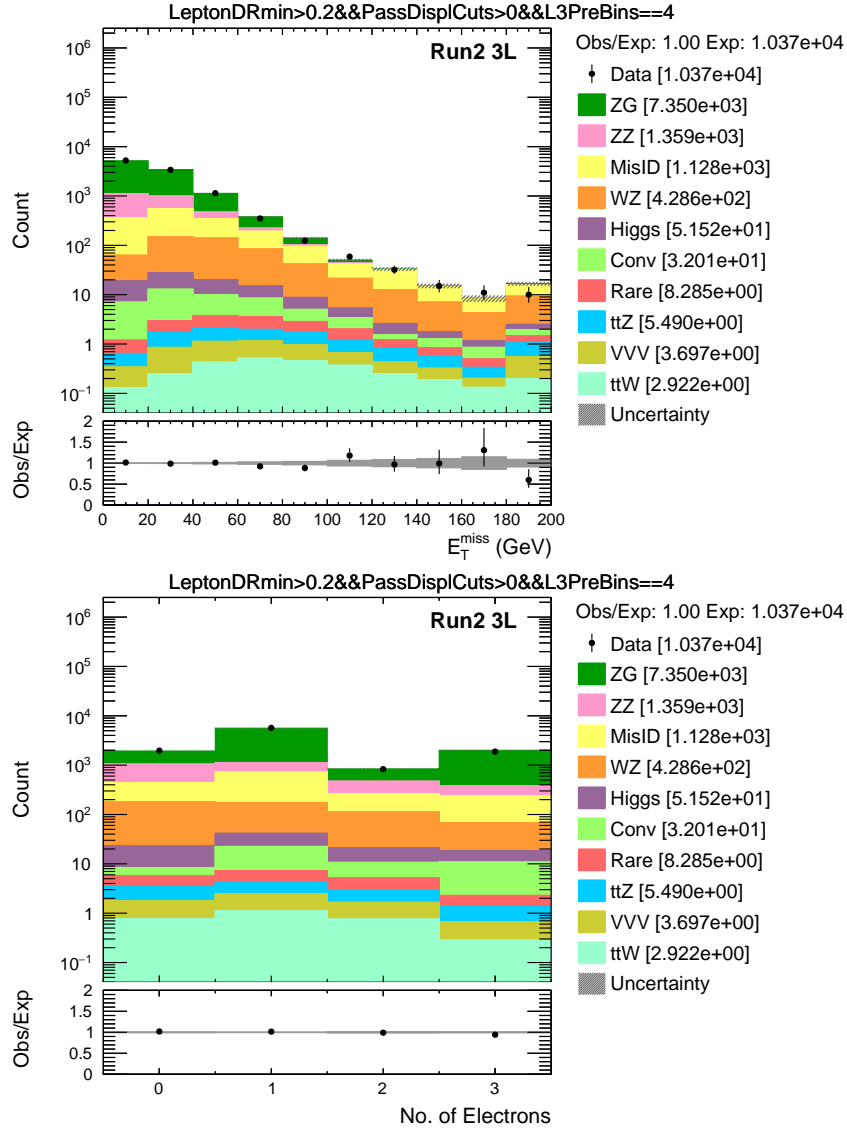 LeptonDRmin>0.2&&PassDisplCuts>0&&L3PreBins==4
Run2 3L
Obs/Exp: 1.00 Exp: 1.037e+04
Data [1.037e+04]
ZG [7.350e+03]
ZZ [1.359e+03]
MisID [1.128e+03]
WZ [4.286e+02]
Higgs [5.152e+01]
Conv [3.201e+01]
Rare [8.285e+00]
ttZ [5.490e+00]
VVV [3.697e+00]
ttW [2.922e+00]
Uncertainty
Count
10^6
10^5
10^4
10^3
10^2
10
1
10^−1
Obs/Exp
2
1.5
1
0.5
0
0 20 40 60 80 100 120 140 160 180 200
E_T^miss (GeV)
LeptonDRmin>0.2&&PassDisplCuts>0&&L3PreBins==4
Run2 3L
Obs/Exp: 1.00 Exp: 1.037e+04
Data [1.037e+04]
ZG [7.350e+03]
ZZ [1.359e+03]
MisID [1.128e+03]
WZ [4.286e+02]
Higgs [5.152e+01]
Conv [3.201e+01]
Rare [8.285e+00]
ttZ [5.490e+00]
VVV [3.697e+00]
ttW [2.922e+00]
Uncertainty
Count
10^6
10^5
10^4
10^3
10^2
10
1
10^−1
Obs/Exp
2
1.5
1
0.5
0
0 1 2 3
No. of Electrons